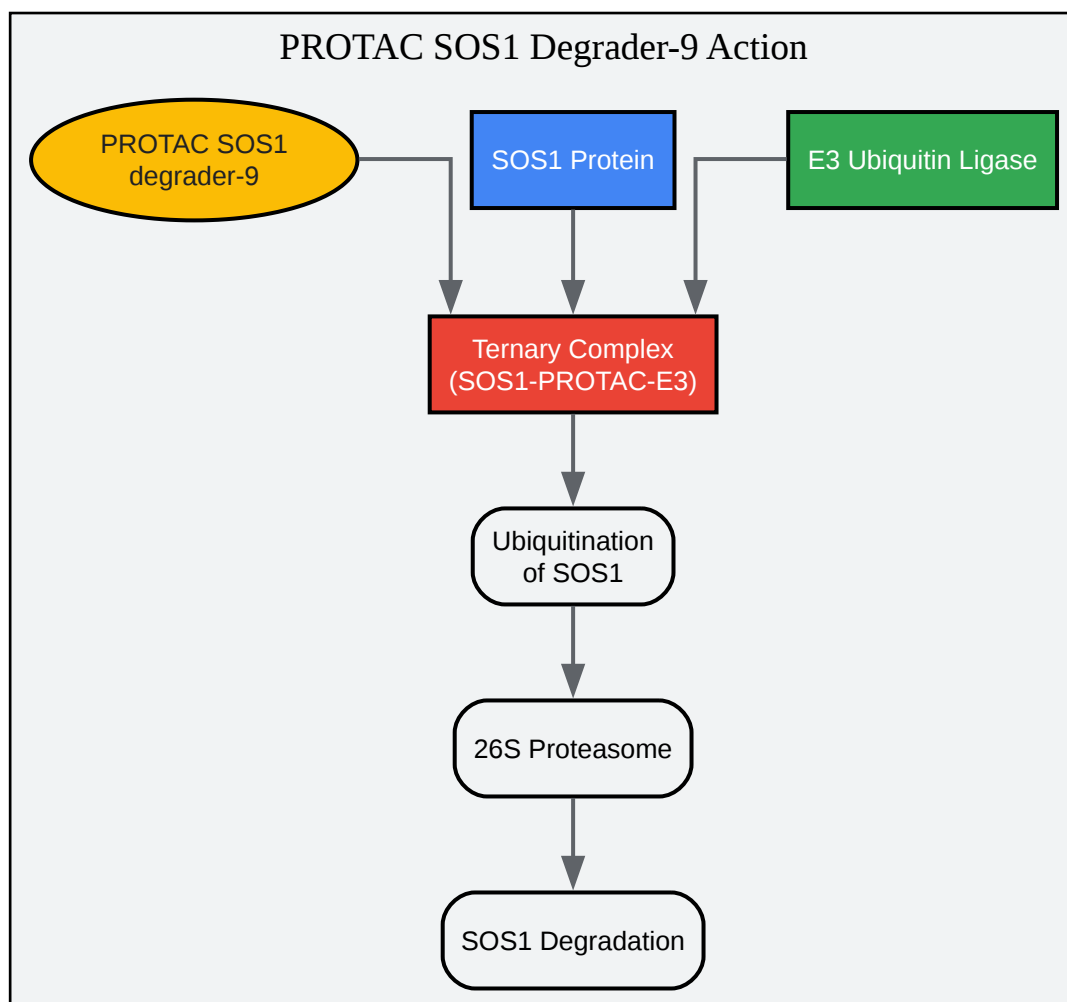 PROTAC SOS1 Degrader-9 Action
PROTAC SOS1
degrader-9
SOS1 Protein
E3 Ubiquitin Ligase
Ternary Complex
(SOS1-PROTAC-E3)
Ubiquitination
of SOS1
26S Proteasome
SOS1 Degradation